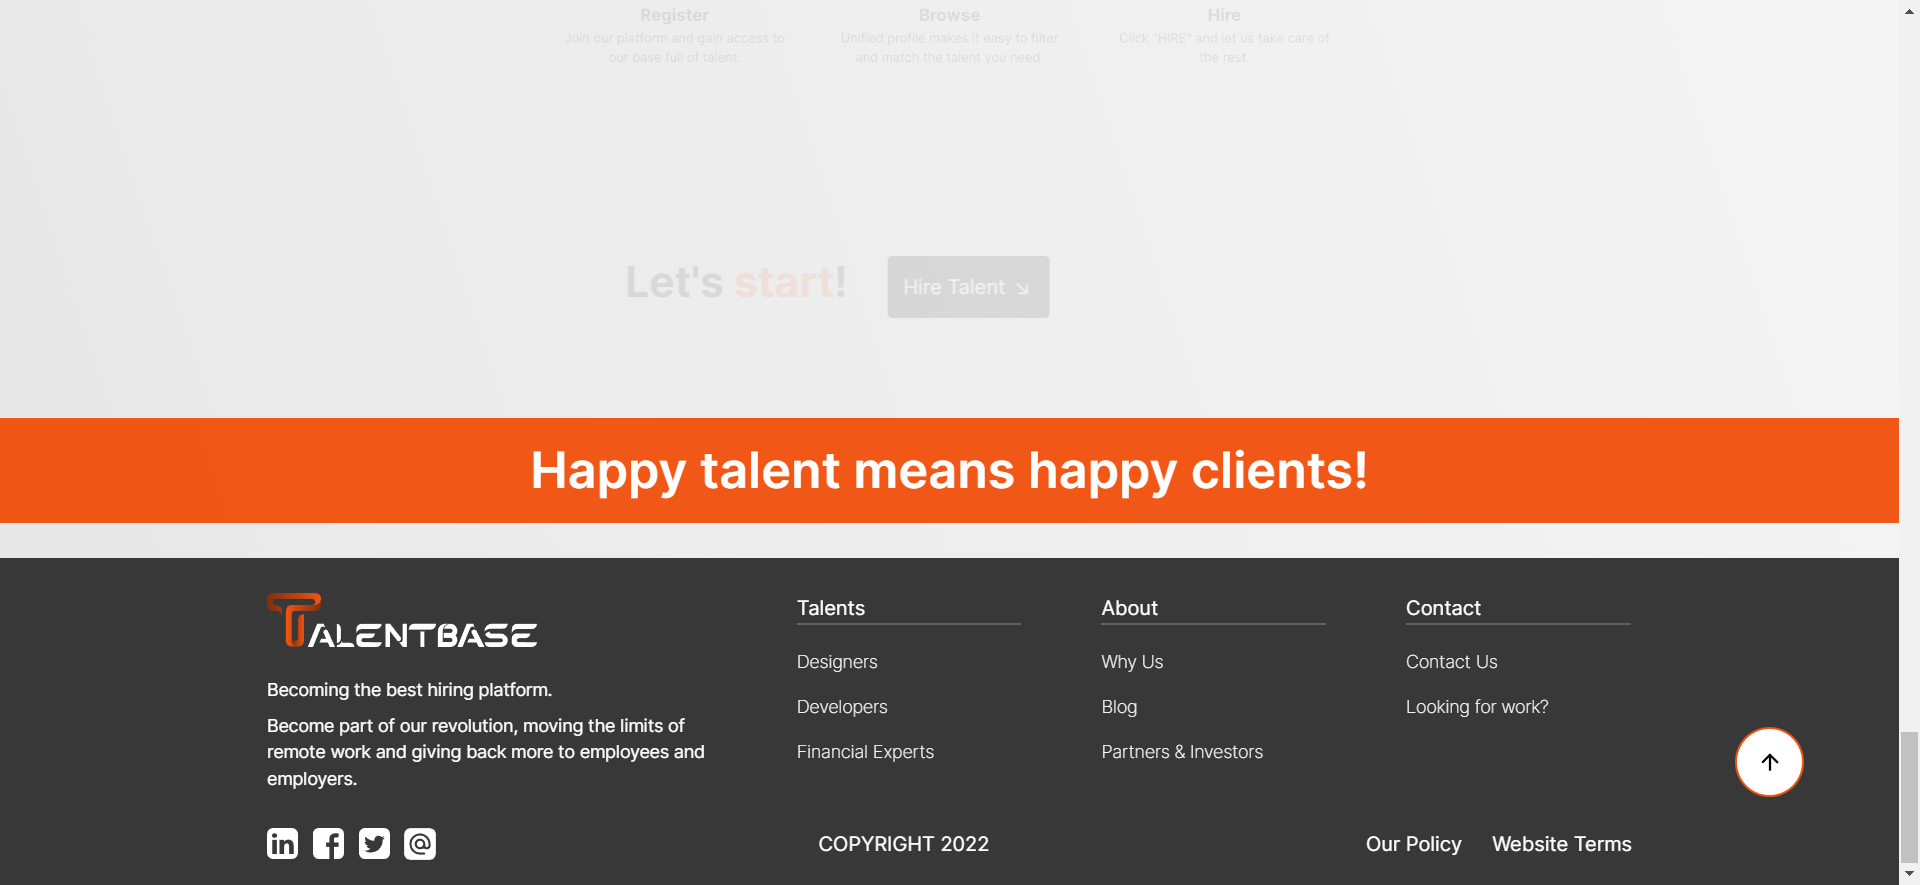 Register
Join our platform and gain access to
our base full of talent.
Browse
Unified profile makes it easy to filter
and match the talent you need.
Hire
Click "HIRE" and let us take care of
the rest.
Let's start!
Hire Talent
Happy talent means happy clients!
TALENTBASE
Becoming the best hiring platform.
Become part of our revolution, moving the limits of
remote work and giving back more to employees and
employers.
Talents
Designers
Developers
Financial Experts
About
Why Us
Blog
Partners & Investors
Contact
Contact Us
Looking for work?
COPYRIGHT 2022
Our Policy
Website Terms